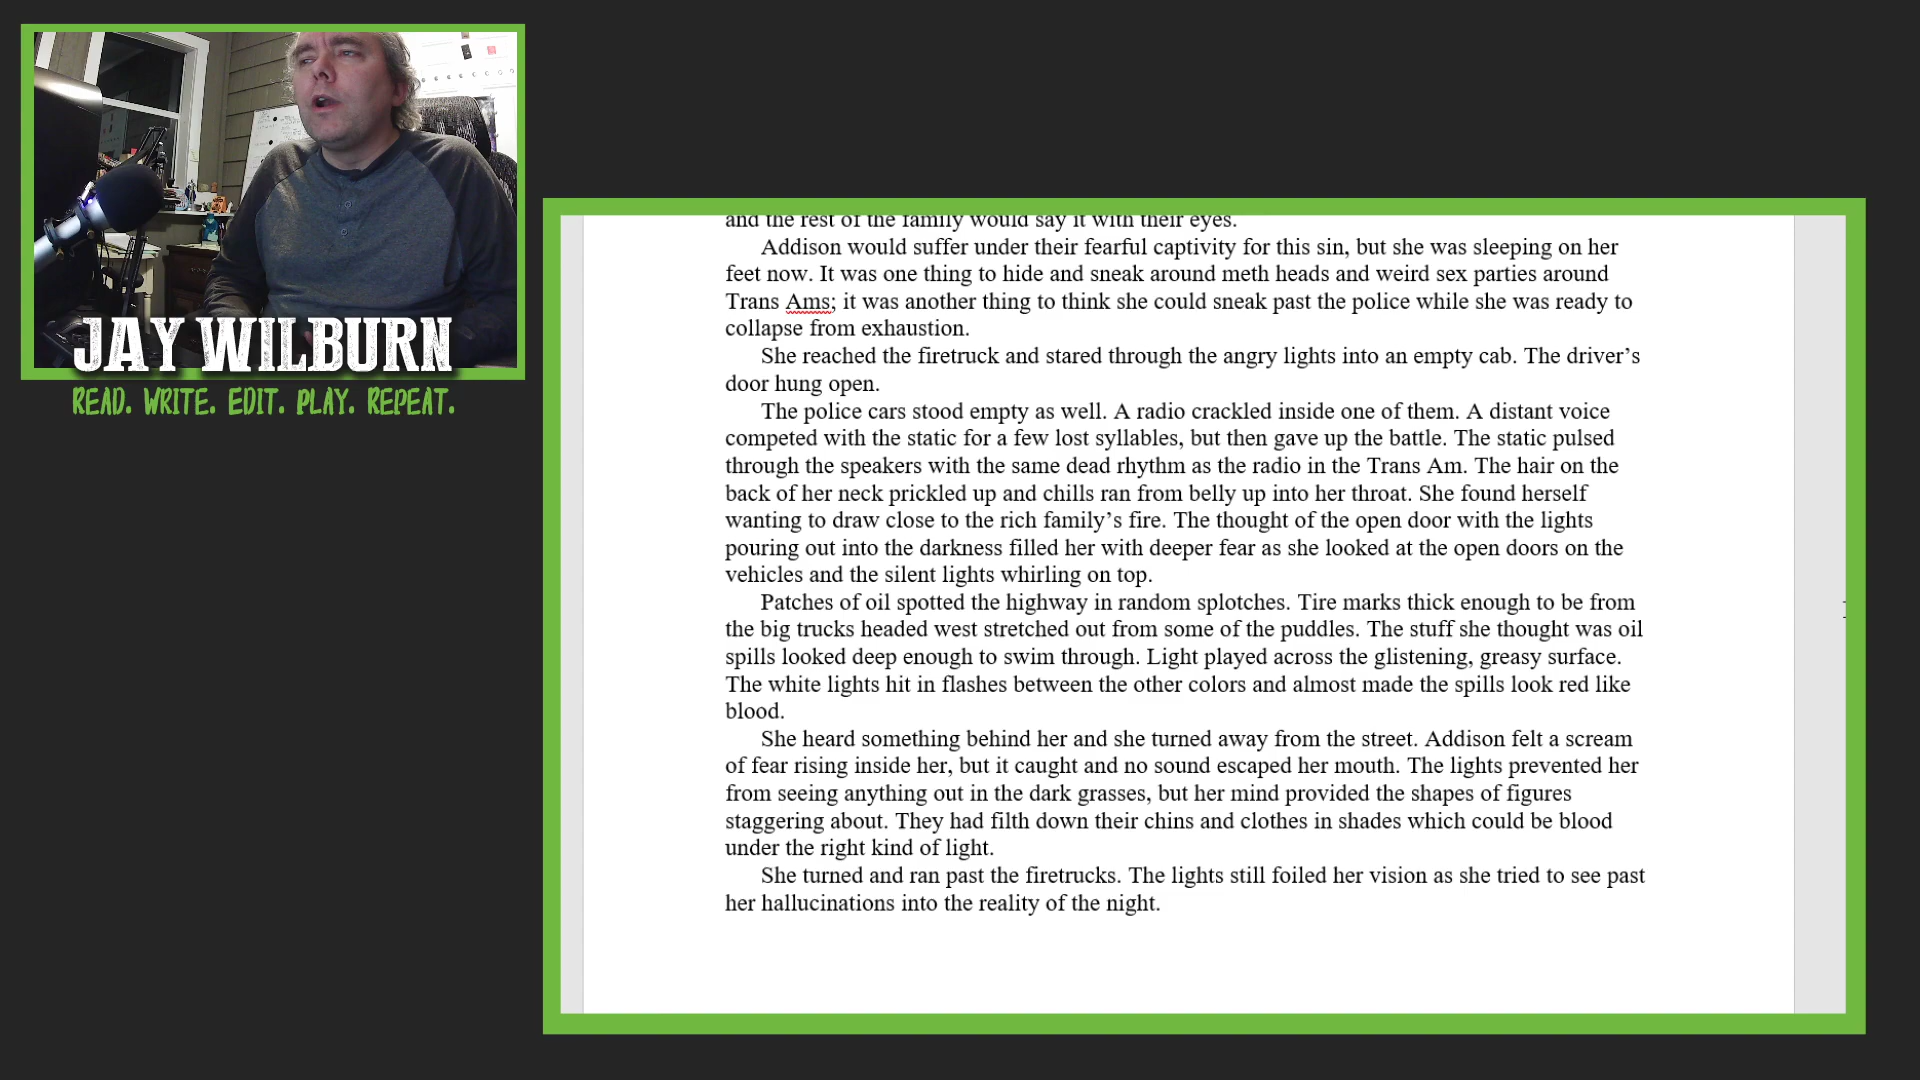 JAY WILBURN
READ. WRITE. EDIT. PLAY. REPEAT.
and the rest of the family would say it with their eyes.
Addison would suffer under their fearful captivity for this sin, but she was sleeping on her
feet now. It was one thing to hide and sneak around meth heads and weird sex parties around
Trans Ams; it was another thing to think she could sneak past the police while she was ready to
collapse from exhaustion.
She reached the firetruck and stared through the angry lights into an empty cab. The driver’s
door hung open.
The police cars stood empty as well. A radio crackled inside one of them. A distant voice
competed with the static for a few lost syllables, but then gave up the battle. The static pulsed
through the speakers with the same dead rhythm as the radio in the Trans Am. The hair on the
back of her neck prickled up and chills ran from belly up into her throat. She found herself
wanting to draw close to the rich family’s fire. The thought of the open door with the lights
pouring out into the darkness filled her with deeper fear as she looked at the open doors on the
vehicles and the silent lights whirling on top.
Patches of oil spotted the highway in random splotches. Tire marks thick enough to be from
the big trucks headed west stretched out from some of the puddles. The stuff she thought was oil
spills looked deep enough to swim through. Light played across the glistening, greasy surface.
The white lights hit in flashes between the other colors and almost made the spills look red like
blood.
She heard something behind her and she turned away from the street. Addison felt a scream
of fear rising inside her, but it caught and no sound escaped her mouth. The lights prevented her
from seeing anything out in the dark grasses, but her mind provided the shapes of figures
staggering about. They had filth down their chins and clothes in shades which could be blood
under the right kind of light.
She turned and ran past the firetrucks. The lights still foiled her vision as she tried to see past
her hallucinations into the reality of the night.